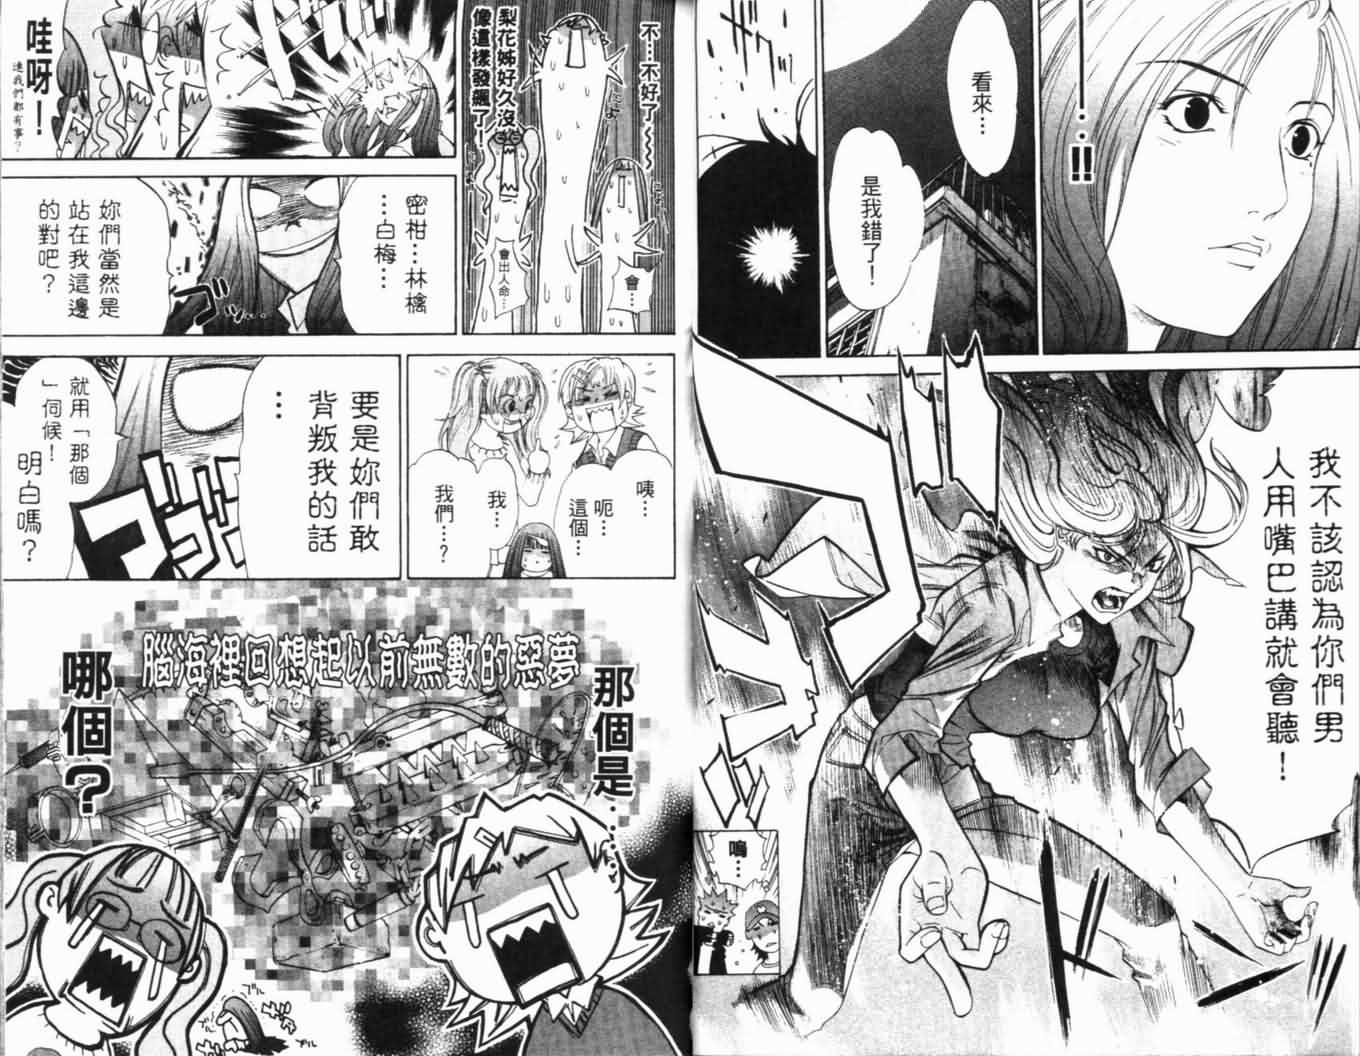 …‥!!
看來…
是我錯了！
我不該認為你們男
人用嘴巴講就會聽！
嗚…
不…不好了～～
梨花姊好久沒
像這樣發飆了！
會…
會出人命…
哇呀！
連我們都有事？
密柑…林檎
…白梅…
妳們當然是
站在我這邊
的對吧？
咦…
呃…
這個…
我…
我們…？
要是妳們敢
背叛我的話
…
就用「那個
」伺候！
明白嗎？
腦海裡回想起以前無數的惡夢
那個是……
哪個？
ブル
ブル
ブル